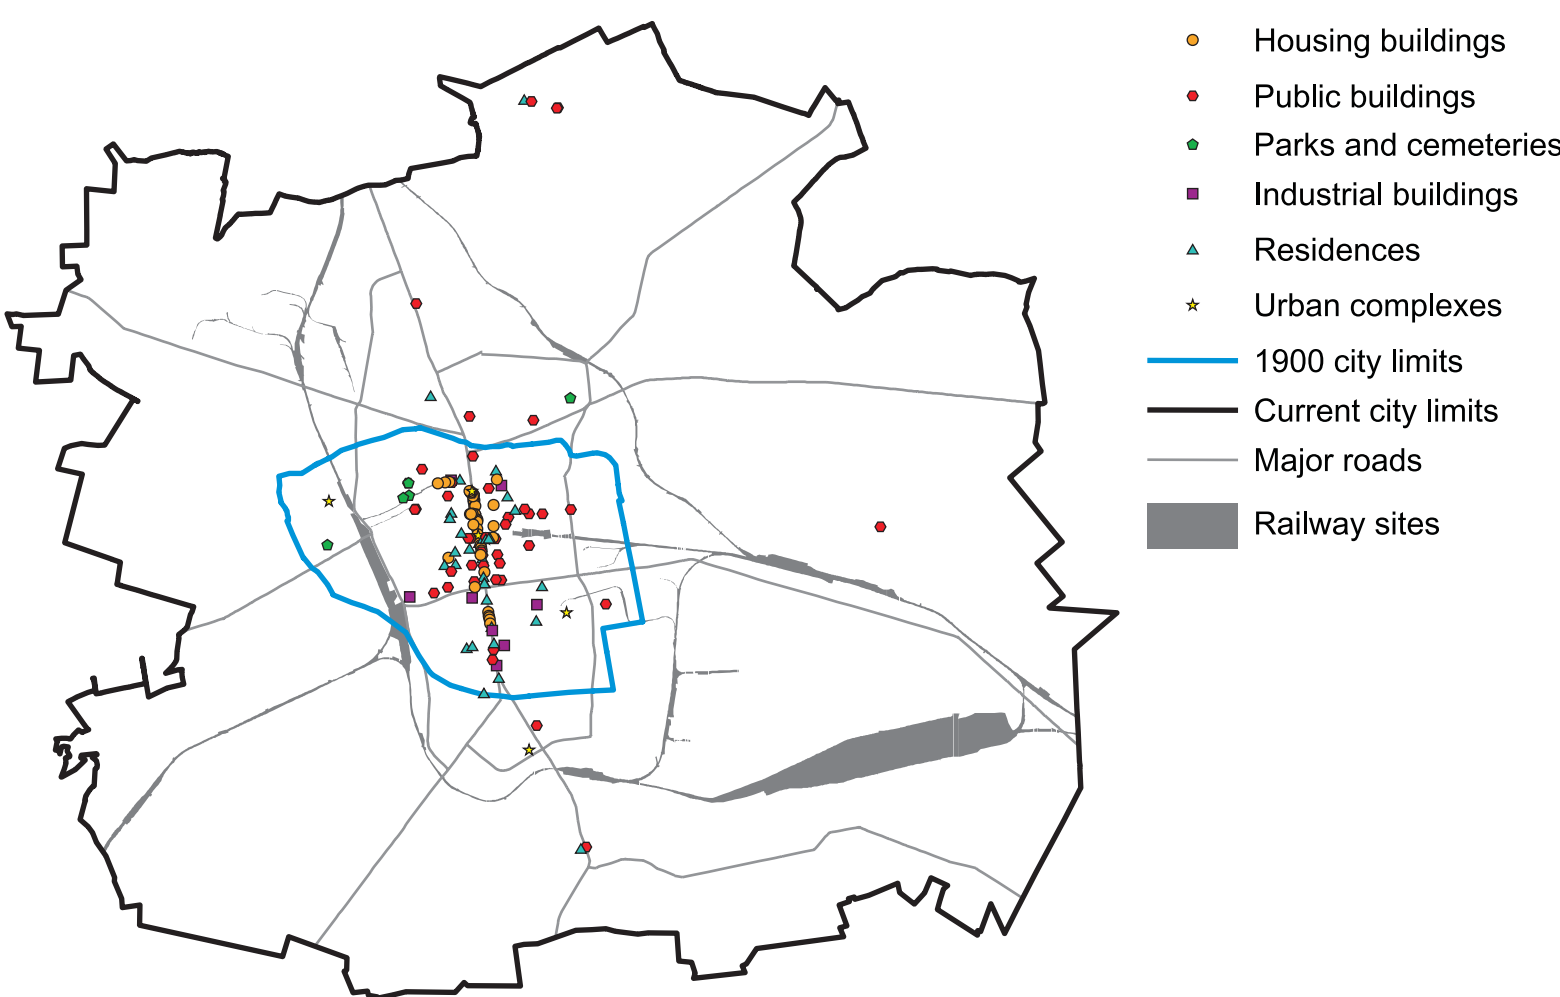 Housing buildings
Public buildings
Parks and cemeteries
Industrial buildings
Residences
Urban complexes
1900 city limits
Current city limits
Major roads
Railway sites